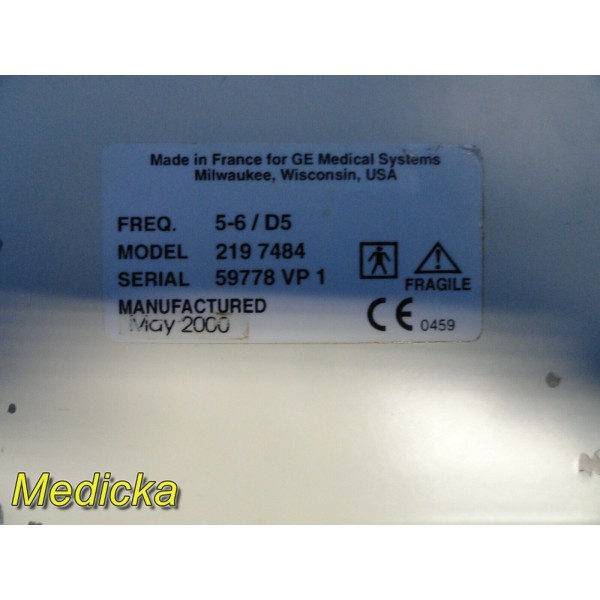 Made in France for GE Medical Systems
Milwaukee, Wisconsin, USA
FREQ. 5-6 / D5
MODEL 219 7484
SERIAL 59778 VP 1
MANUFACTURED
May 2000
FRAGILE
CE 0459
Medicka